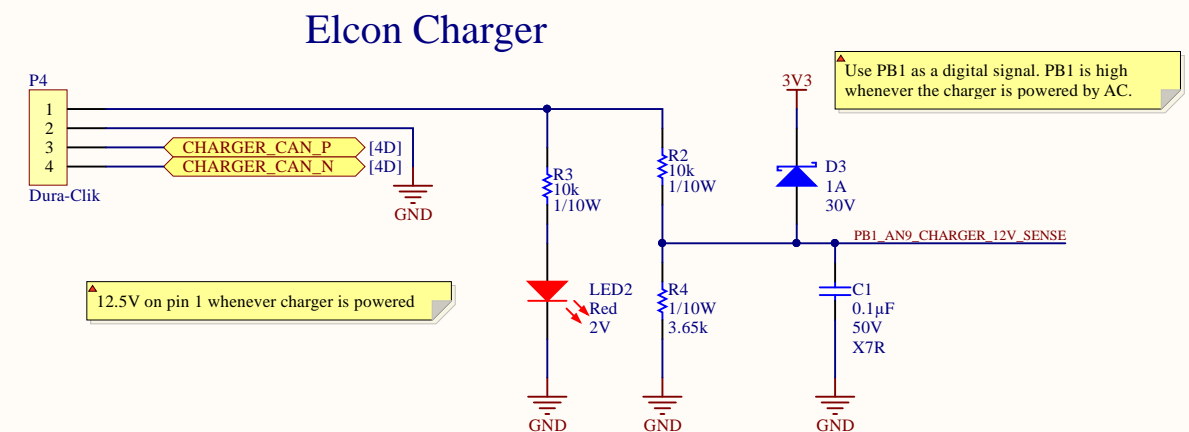 Elcon Charger
P4
1
2
3
4
Dura-Clik
CHARGER_CAN_P [4D]
CHARGER_CAN_N [4D]
GND
12.5V on pin 1 whenever charger is powered
R3
10k
1/10W
LED2
Red
2V
GND
R2
10k
1/10W
R4
1/10W
3.65k
GND
3V3
D3
1A
30V
PB1_AN9_CHARGER_12V_SENSE
C1
0.1µF
50V
X7R
GND
Use PB1 as a digital signal. PB1 is high
whenever the charger is powered by AC.